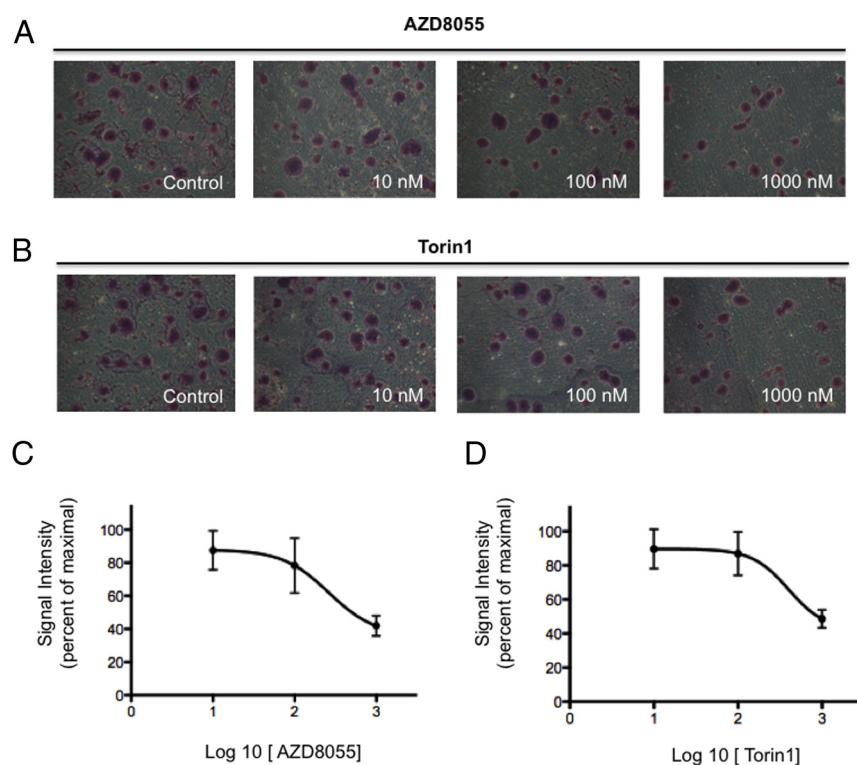 A
AZD8055
Control
10 nM
100 nM
1000 nM
B
Torin1
Control
10 nM
100 nM
1000 nM
C
Signal Intensity
(percent of maximal)
100
80
60
40
20
0
0
1
2
3
Log 10 [ AZD8055]
D
Signal Intensity
(percent of maximal)
100
80
60
40
20
0
0
1
2
3
Log 10 [ Torin1]